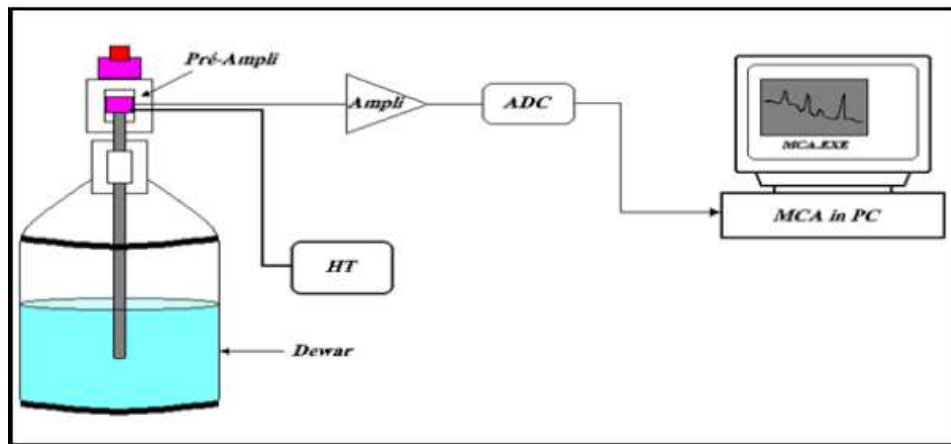 Pré-Ampli
Ampli
ADC
MCA.EXE
MCA in PC
HT
Dewar